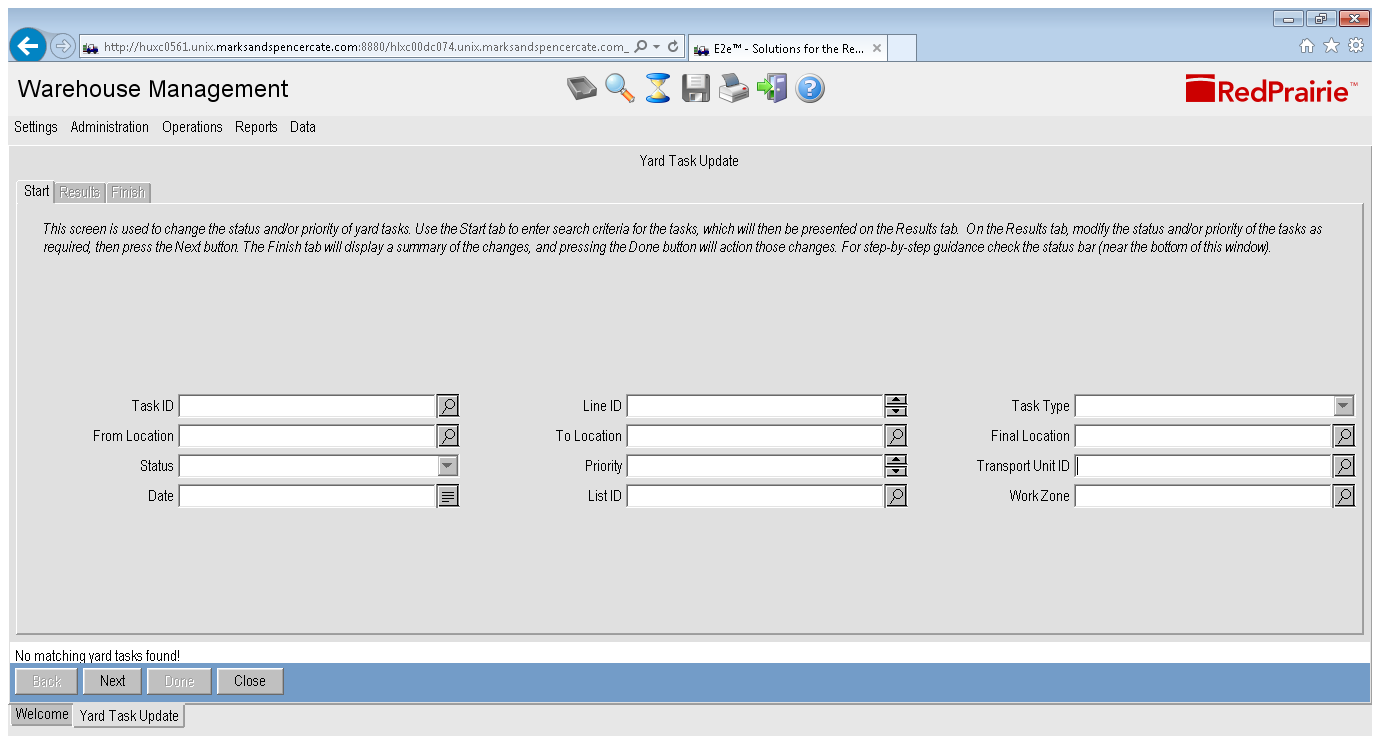 http://huxc0561.unix.marksandspencercate.com:8880/hlxc00dc074.unix.marksandspencercate.com_
E2e™ - Solutions for the Re...
Warehouse Management
RedPrairie™
Settings Administration Operations Reports Data
Yard Task Update
Start Results Finish
This screen is used to change the status and/or priority of yard tasks. Use the Start tab to enter search criteria for the tasks, which will then be presented on the Results tab. On the Results tab, modify the status and/or priority of the tasks as
required, then press the Next button. The Finish tab will display a summary of the changes, and pressing the Done button will action those changes. For step-by-step guidance check the status bar (near the bottom of this window).
Task ID Line ID Task Type
From Location To Location Final Location
Status Priority Transport Unit ID
Date List ID Work Zone
No matching yard tasks found!
Back Next Done Close
Welcome Yard Task Update